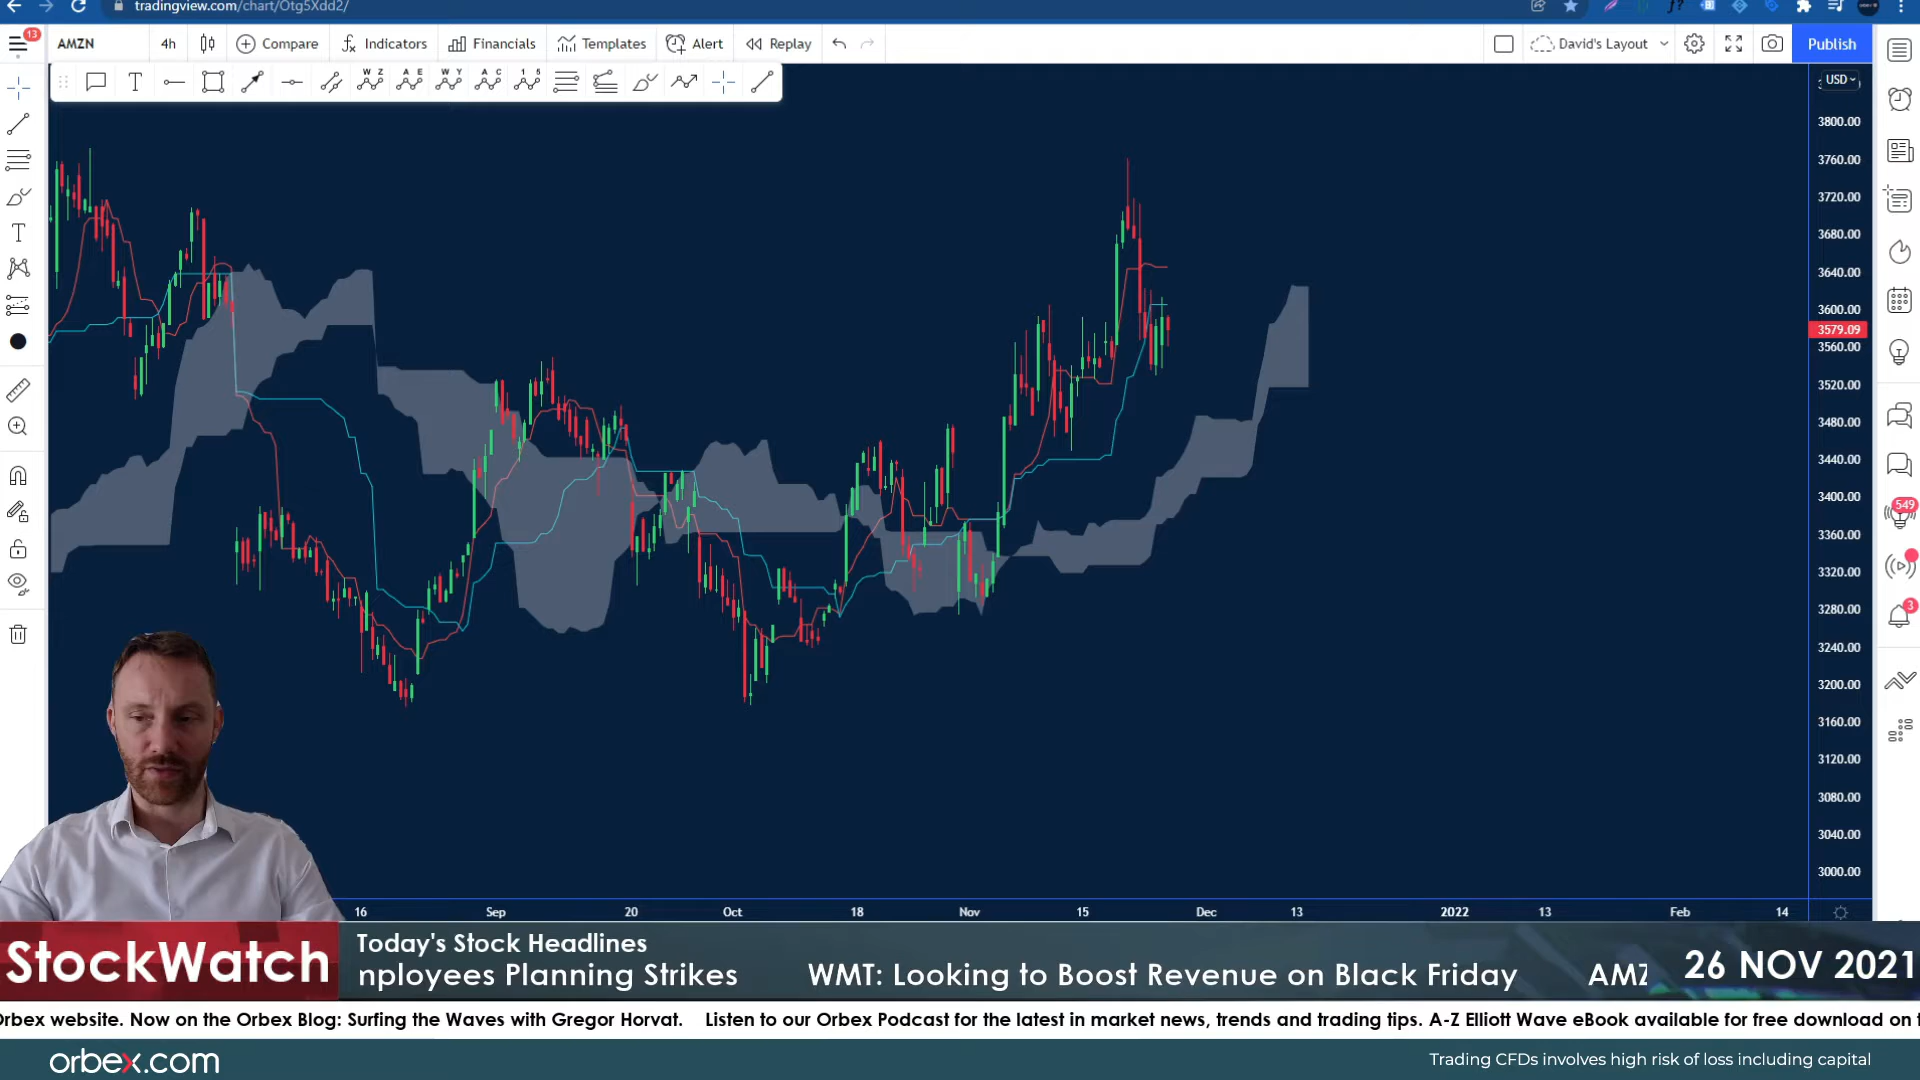 tradingview.com/chart/Otg5Xdd2/
13
AMZN 4h Compare Indicators Financials Templates Alert Replay David's Layout Publish
T W Z A E W Y A C 1 5
USD
3800.00
3760.00
3720.00
3680.00
3640.00
3600.00
3579.09
3560.00
3520.00
3480.00
3440.00
3400.00
3360.00
3320.00
3280.00
3240.00
3200.00
3160.00
3120.00
3080.00
3040.00
3000.00
549
3
16 Sep 20 Oct 18 Nov 15 Dec 13 2022 13 Feb 14
StockWatch
Today's Stock Headlines
nployees Planning Strikes WMT: Looking to Boost Revenue on Black Friday AMZ
26 NOV 2021
Orbex website. Now on the Orbex Blog: Surfing the Waves with Gregor Horvat. Listen to our Orbex Podcast for the latest in market news, trends and trading tips. A-Z Elliott Wave eBook available for free download on t
orbex.com
Trading CFDs involves high risk of loss including capital